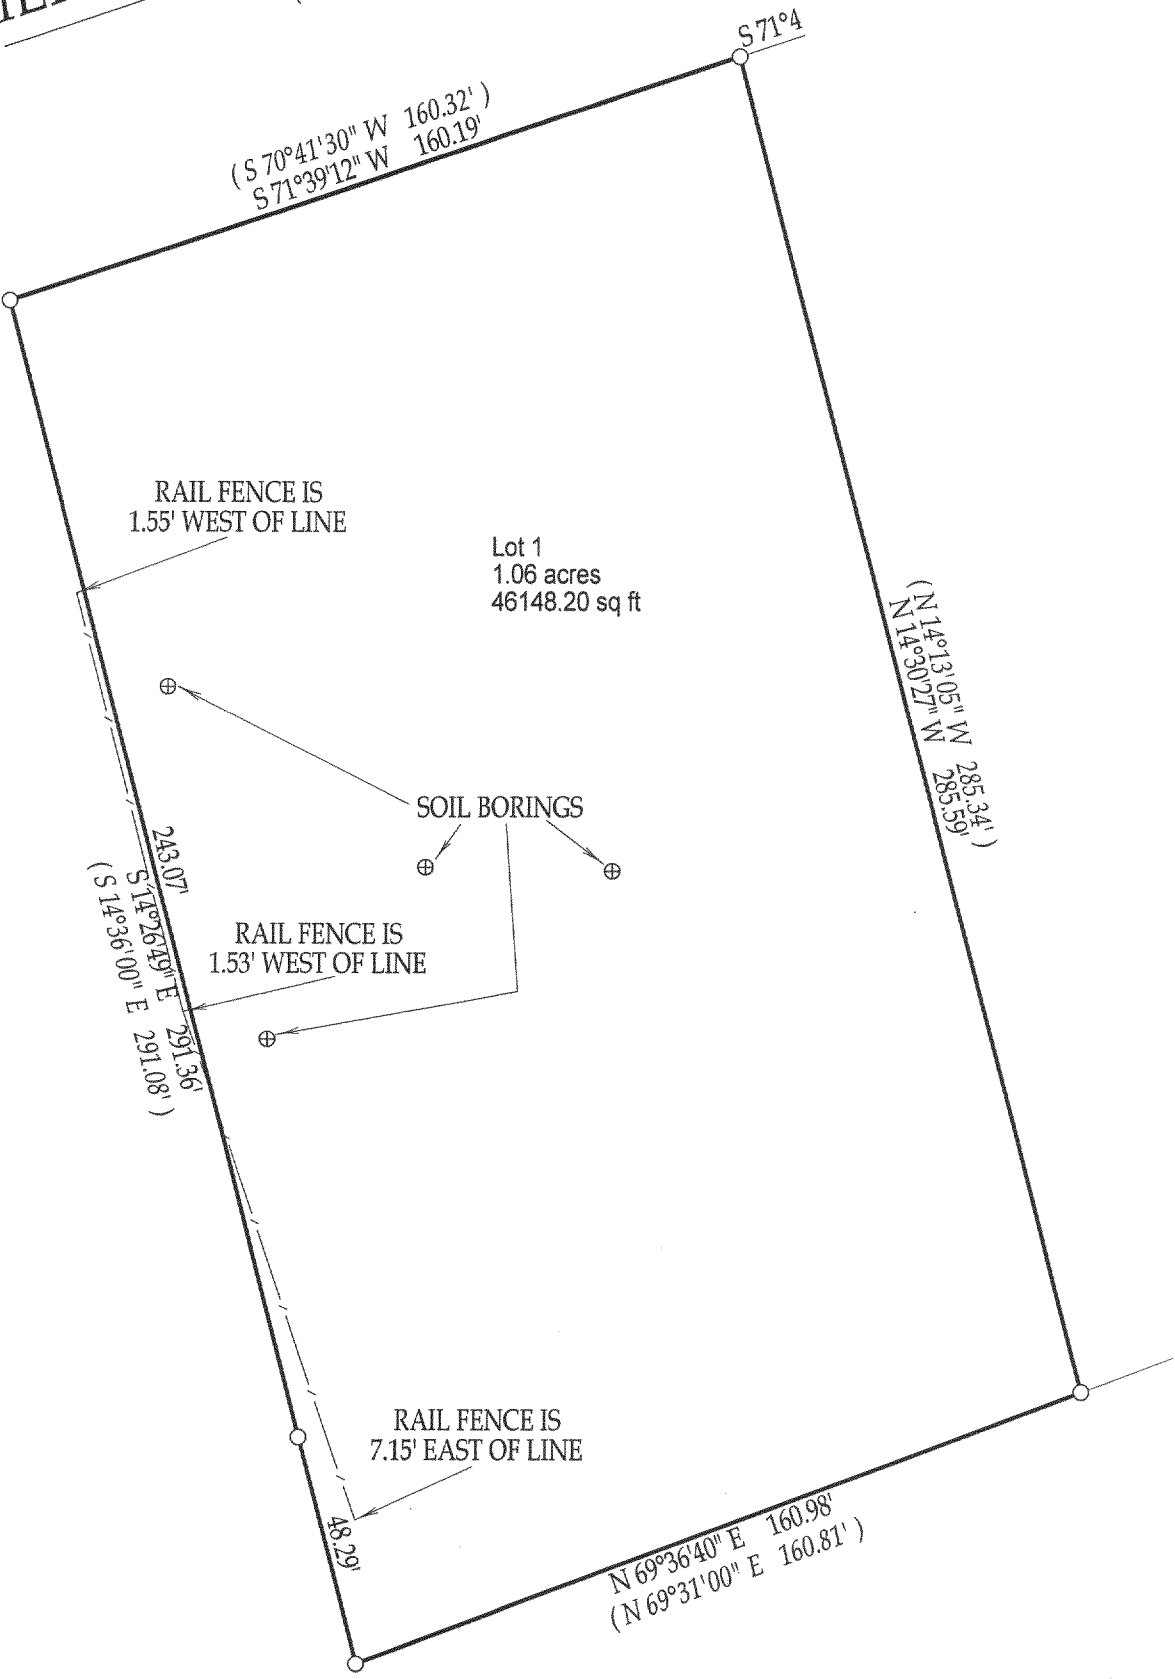 S 71°4
( S 70°41'30" W 160.32' )
S 71°39'12" W 160.19'
RAIL FENCE IS
1.55' WEST OF LINE
Lot 1
1.06 acres
46148.20 sq ft
( N 14°13'05" W 285.34' )
N 14°30'27" W 285.59'
SOIL BORINGS
243.07'
S 14°26'49" E 291.36'
( S 14°36'00" E 291.08' )
RAIL FENCE IS
1.53' WEST OF LINE
RAIL FENCE IS
7.15' EAST OF LINE
48.29'
N 69°36'40" E 160.98'
( N 69°31'00" E 160.81' )